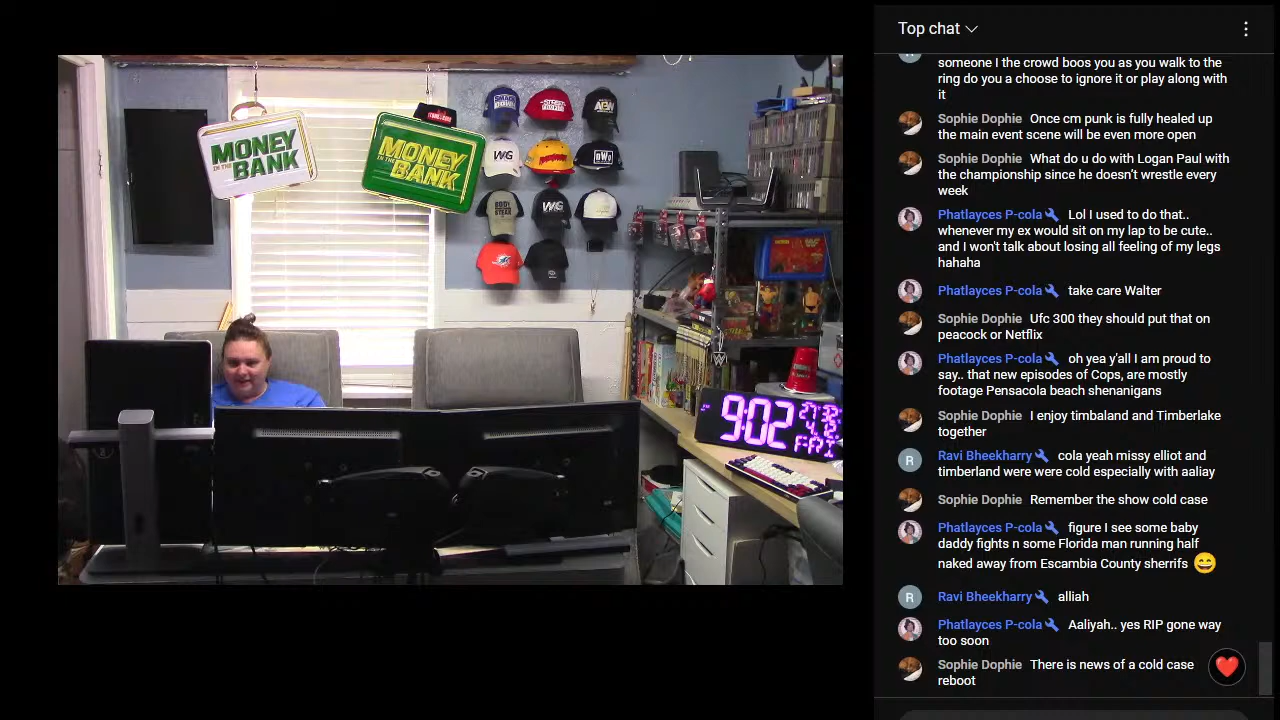 Top chat
someone I the crowd boos you as you walk to the
ring do you a choose to ignore it or play along with
it
Sophie Dophie Once cm punk is fully healed up
the main event scene will be even more open
Sophie Dophie What do u do with Logan Paul with
the championship since he doesn't wrestle every
week
Phatlayces P-cola Lol I used to do that..
whenever my ex would sit on my lap to be cute..
and I won't talk about losing all feeling of my legs
hahaha
Phatlayces P-cola take care Walter
Sophie Dophie Ufc 300 they should put that on
peacock or Netflix
Phatlayces P-cola oh yea y'all I am proud to
say.. that new episodes of Cops, are mostly
footage Pensacola beach shenanigans
Sophie Dophie I enjoy timbaland and Timberlake
together
R Ravi Bheekharry cola yeah missy elliot and
timberland were were cold especially with aaliay
Sophie Dophie Remember the show cold case
Phatlayces P-cola figure I see some baby
daddy fights n some Florida man running half
naked away from Escambia County sherrifs 😄
R Ravi Bheekharry alliah
Phatlayces P-cola Aaliyah.. yes RIP gone way
too soon
Sophie Dophie There is news of a cold case
reboot
MONEY
IN THE BANK
MONEY
IN THE BANK
AEW
WG
WG
9:02
FRI